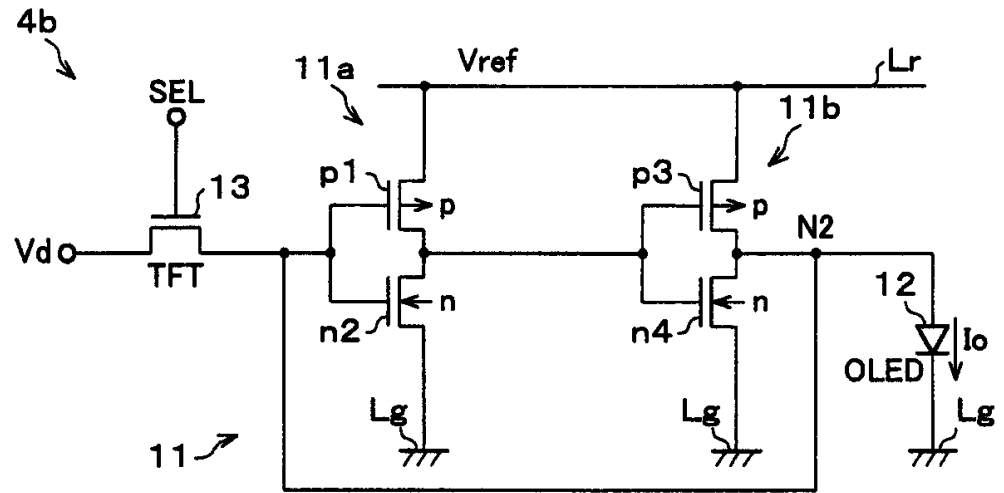 4b
Vref
Lr
11a
SEL
11b
p1
p3
13
p
p
N2
Vd
TFT
12
n
n
n2
n4
Io
OLED
Lg
Lg
Lg
11